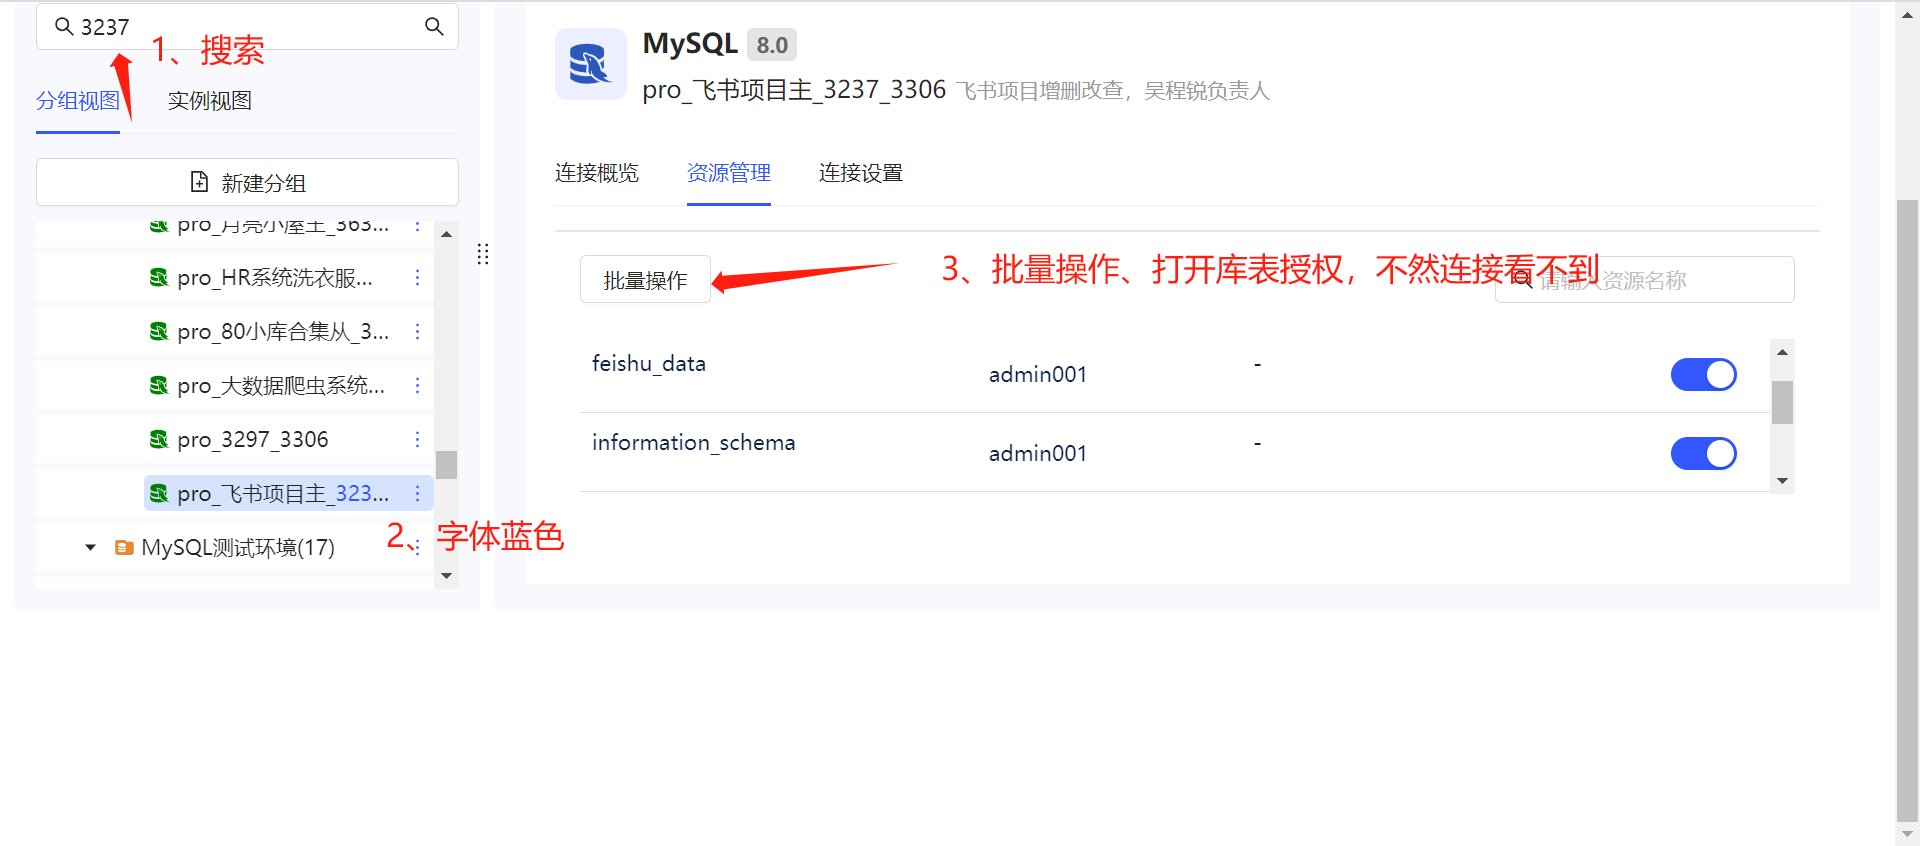 3237
1、搜索
分组视图
实例视图
新建分组
pro_月亮小屋主_363...
pro_HR系统洗衣服...
pro_80小库合集从_3...
pro_大数据爬虫系统...
pro_3297_3306
pro_飞书项目主_323...
2、字体蓝色
MySQL测试环境(17)
MySQL 8.0
pro_飞书项目主_3237_3306 飞书项目增删改查，吴程锐负责人
连接概览
资源管理
连接设置
批量操作
3、批量操作、打开库表授权，不然连接看不到
请输入资源名称
feishu_data
admin001
-
information_schema
admin001
-